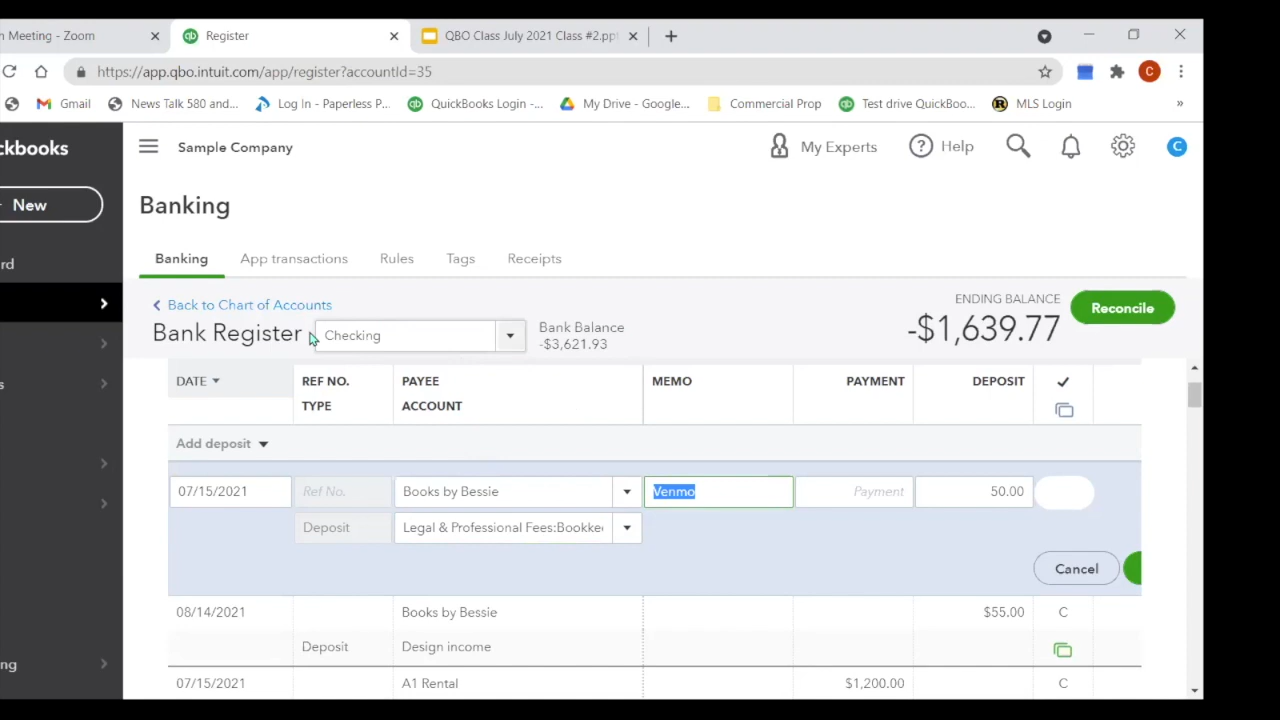 n Meeting - Zoom
Register
QBO Class July 2021 Class #2.ppt
https://app.qbo.intuit.com/app/register?accountId=35
C
Gmail
News Talk 580 and...
Log In - Paperless P...
QuickBooks Login -...
My Drive - Google...
Commercial Prop
Test drive QuickBoo...
MLS Login
»
ckbooks
Sample Company
My Experts
Help
C
New
Banking
rd
Banking
App transactions
Rules
Tags
Receipts
Back to Chart of Accounts
ENDING BALANCE
Reconcile
Bank Register
Checking
Bank Balance
-$3,621.93
-$1,639.77
DATE
REF NO.
PAYEE
MEMO
PAYMENT
DEPOSIT
TYPE
ACCOUNT
Add deposit
07/15/2021
Ref No.
Books by Bessie
Venmo
Payment
50.00
Deposit
Legal & Professional Fees:Bookke
Cancel
08/14/2021
Books by Bessie
$55.00
C
Deposit
Design income
07/15/2021
A1 Rental
$1,200.00
C
s
ng